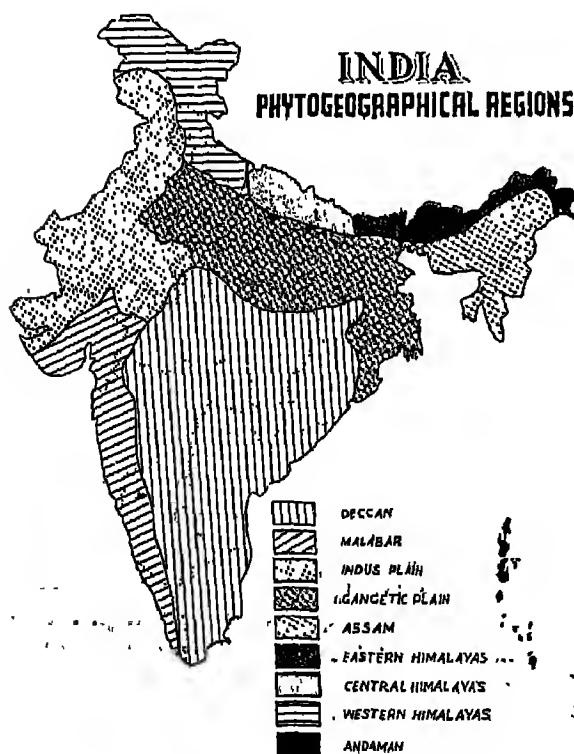 INDIA
PHYTOGEOGRAPHICAL REGIONS
DECCAN
MALABAR
INDUS PLAIN
GANGETIC PLAIN
ASSAM
EASTERN HIMALAYAS
CENTRAL HIMALAYAS
WESTERN HIMALAYAS
ANDAMAN